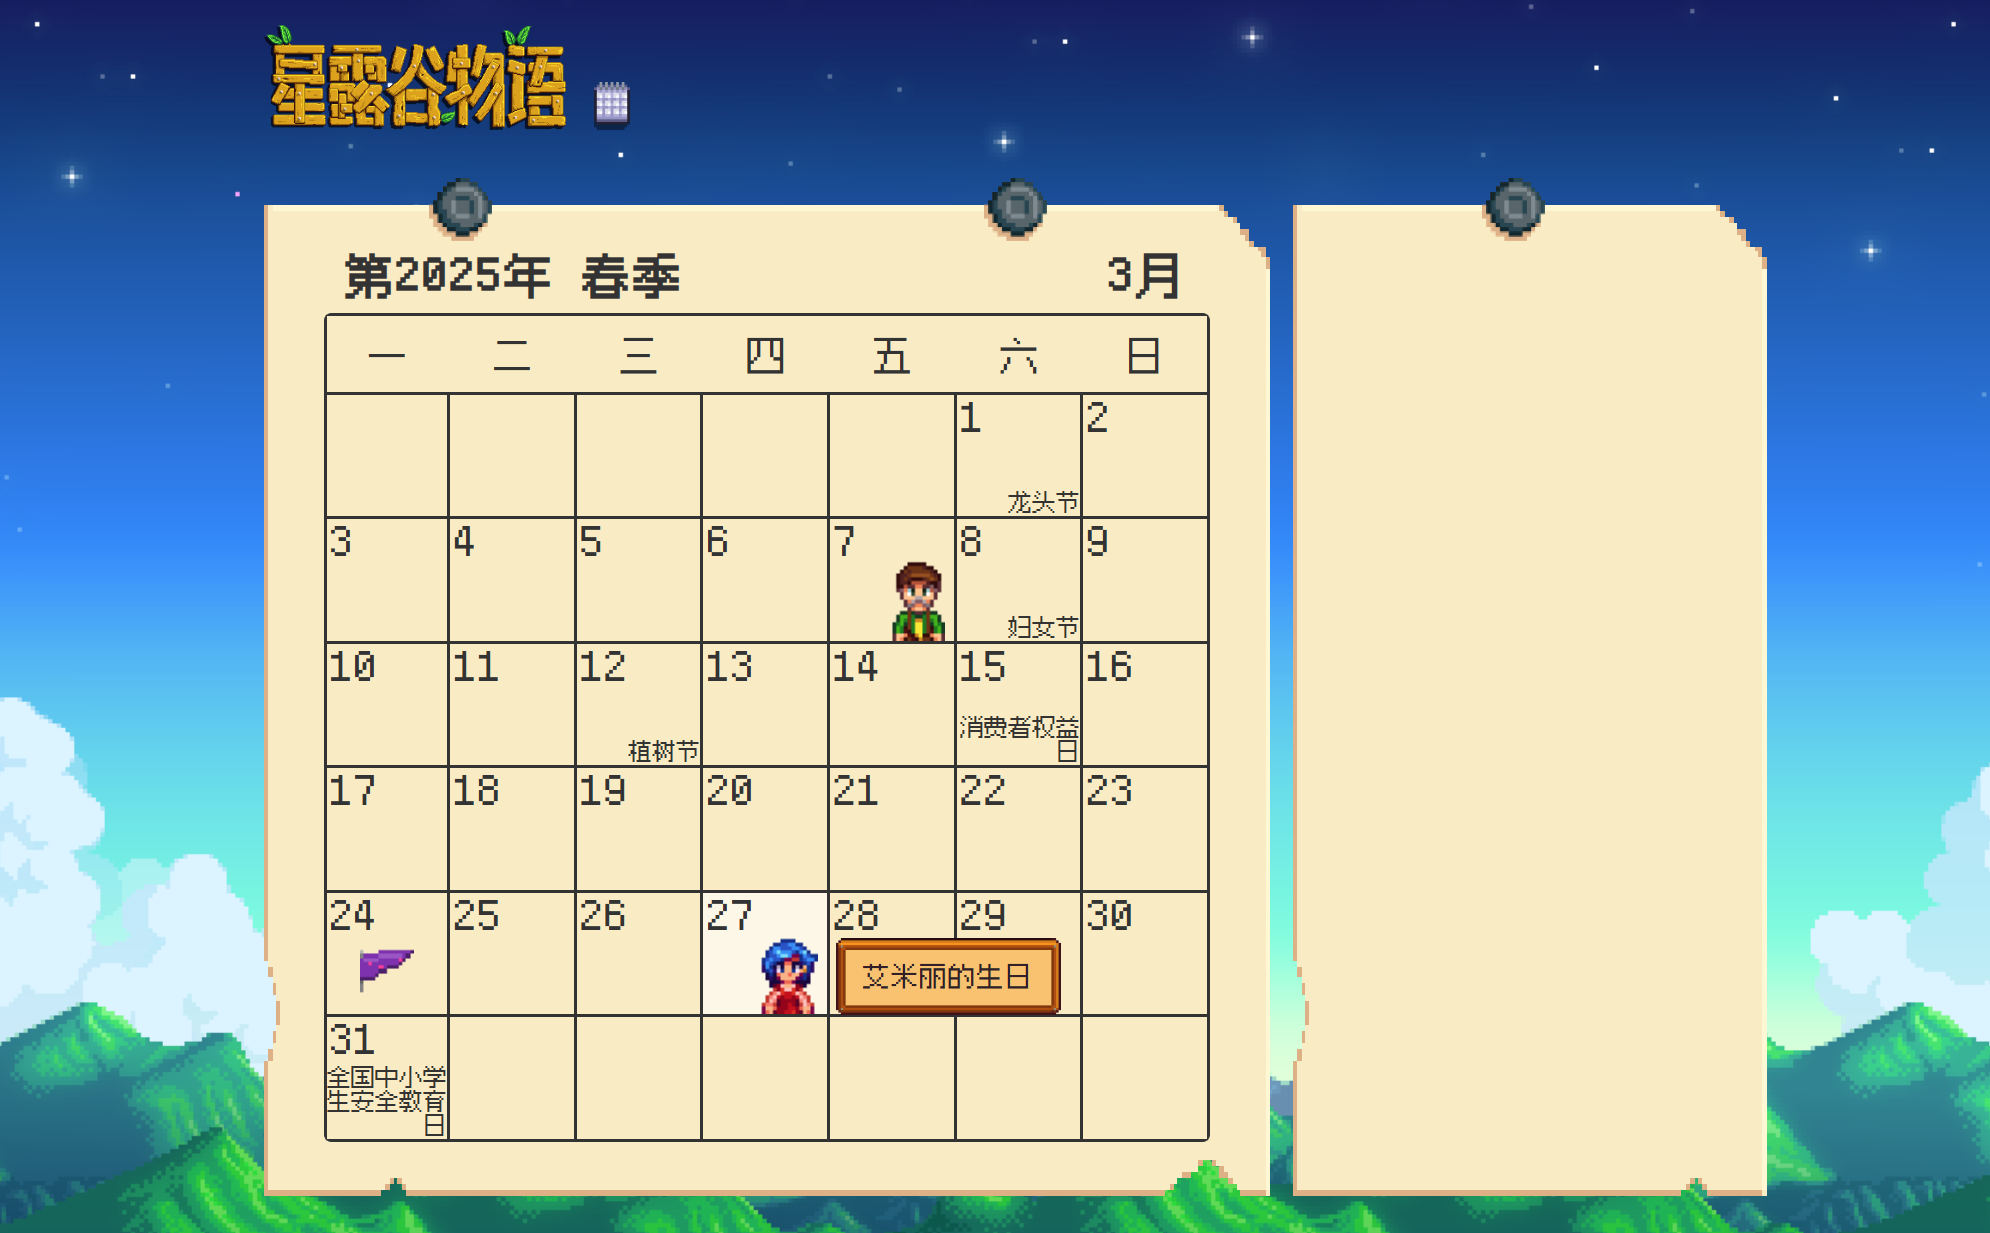 星露谷物语
第2025年 春季 3月
一 二 三 四 五 六 日
1 2
龙头节
3 4 5 6 7 8 9
妇女节
10 11 12 13 14 15 16
植树节
消费者权益
日
17 18 19 20 21 22 23
24 25 26 27 28 29 30
艾米丽的生日
31
全国中小学
生安全教育
日